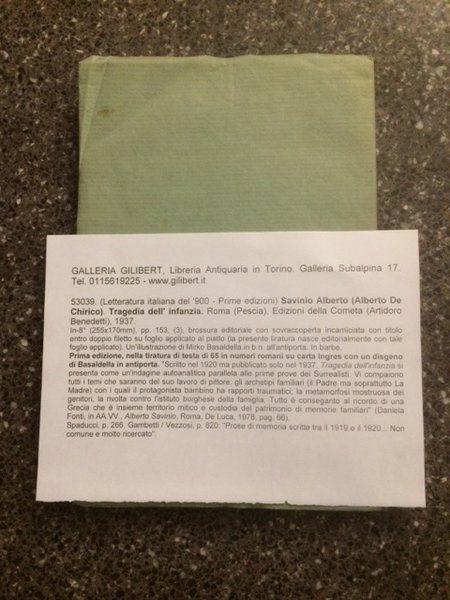 GALLERIA GILIBERT, Libreria Antiquaria in Torino. Galleria Subalpina 17.
Tel. 0115619225 - www.gilibert.it
53039. (Letteratura italiana del '900 - Prime edizioni) Savinio Alberto (Alberto De
Chirico). Tragedia dell' infanzia. Roma (Pescia), Edizioni della Cometa (Artidoro
Benedetti), 1937.
In-8° (255x170mm), pp. 153, (3), brossura editoriale con sovraccoperta incamiciata con titolo
entro doppio filetto su foglio applicato al piatto (la presente tiratura nasce editorialmente con tale
foglio applicato). Un'illustrazione di Mirko Basaldella in b.n. all'antiporta. In barbe.
Prima edizione, nella tiratura di testa di 65 in numeri romani su carta Ingres con un disgeno
di Basaldella in antiporta. "Scritto nel 1920 ma pubblicato solo nel 1937, Tragedia dell'infanzia si
presenta come un'indagine autoanalitica parallela alle prime prove dei Surrealisti. Vi compaiono
tutti i temi che saranno del suo lavoro di pittore: gli archetipi familiari (il Padre ma soprattutto La
Madre) con i quali il protagonista bambino ha rapporti traumatici; la metamorfosi mostruosa dei
genitori, la rivolta contro l'istituto borghese della famiglia. Tutto è consegnato al ricordo di una
Grecia che è insieme territorio mitico e custodia del patrimonio di memorie familiari" (Daniela
Fonti, in AA.VV., Alberto Savinio, Roma, De Luca, 1978, pag. 66).
Spaducci, p. 266. Gambetti / Vezzosi, p. 820: "Prose di memoria scritte tra il 1919 e il 1920... Non
comune e molto ricercato".